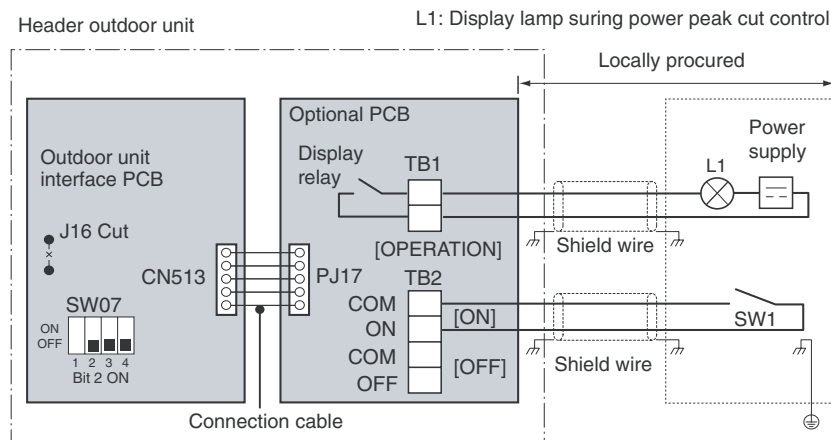 Header outdoor unit
L1: Display lamp suring power peak cut control
Locally procured
Optional PCB
Outdoor unit
interface PCB
Display
relay
TB1
L1
Power
supply
J16 Cut
[OPERATION]
Shield wire
CN513
PJ17
TB2
SW07
ON
OFF
1 2 3 4
Bit 2 ON
COM
ON
[ON]
COM
OFF
[OFF]
SW1
Shield wire
Connection cable